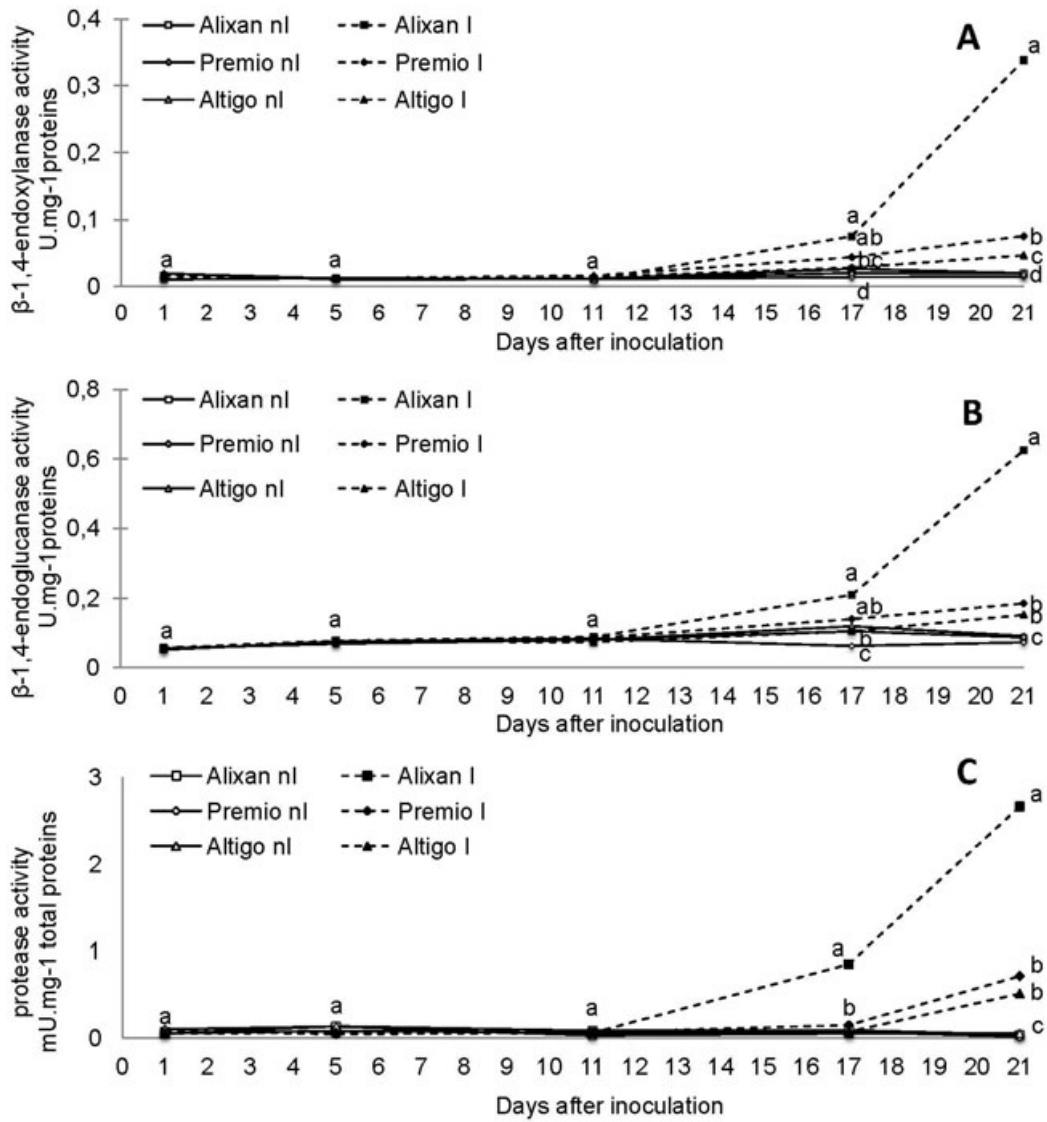 A
β-1,4-endoxylanase activity
U.mg-1proteins
0,4
0,3
0,2
0,1
0
Alixan nI
Alixan I
Premio nI
Premio I
Altigo nI
Altigo I
a
a
a
a
ab
bc
d
a
b
c
d
0 1 2 3 4 5 6 7 8 9 10 11 12 13 14 15 16 17 18 19 20 21
Days after inoculation
B
β-1,4-endoglucanase activity
U.mg-1proteins
0,8
0,6
0,4
0,2
0
Alixan nI
Alixan I
Premio nI
Premio I
Altigo nI
Altigo I
a
a
a
a
ab
b
c
a
b
b
c
0 1 2 3 4 5 6 7 8 9 10 11 12 13 14 15 16 17 18 19 20 21
Days after inoculation
C
protease activity
mU.mg-1 total proteins
3
2
1
0
Alixan nI
Alixan I
Premio nI
Premio I
Altigo nI
Altigo I
a
a
a
a
b
a
b
b
c
0 1 2 3 4 5 6 7 8 9 10 11 12 13 14 15 16 17 18 19 20 21
Days after inoculation